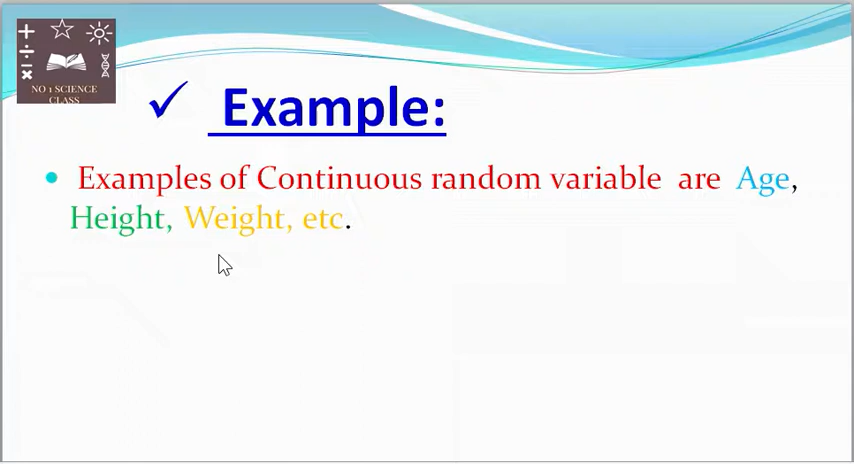 NO 1 SCIENCE
CLASS
✓ Example:
• Examples of Continuous random variable are Age,
Height, Weight, etc.